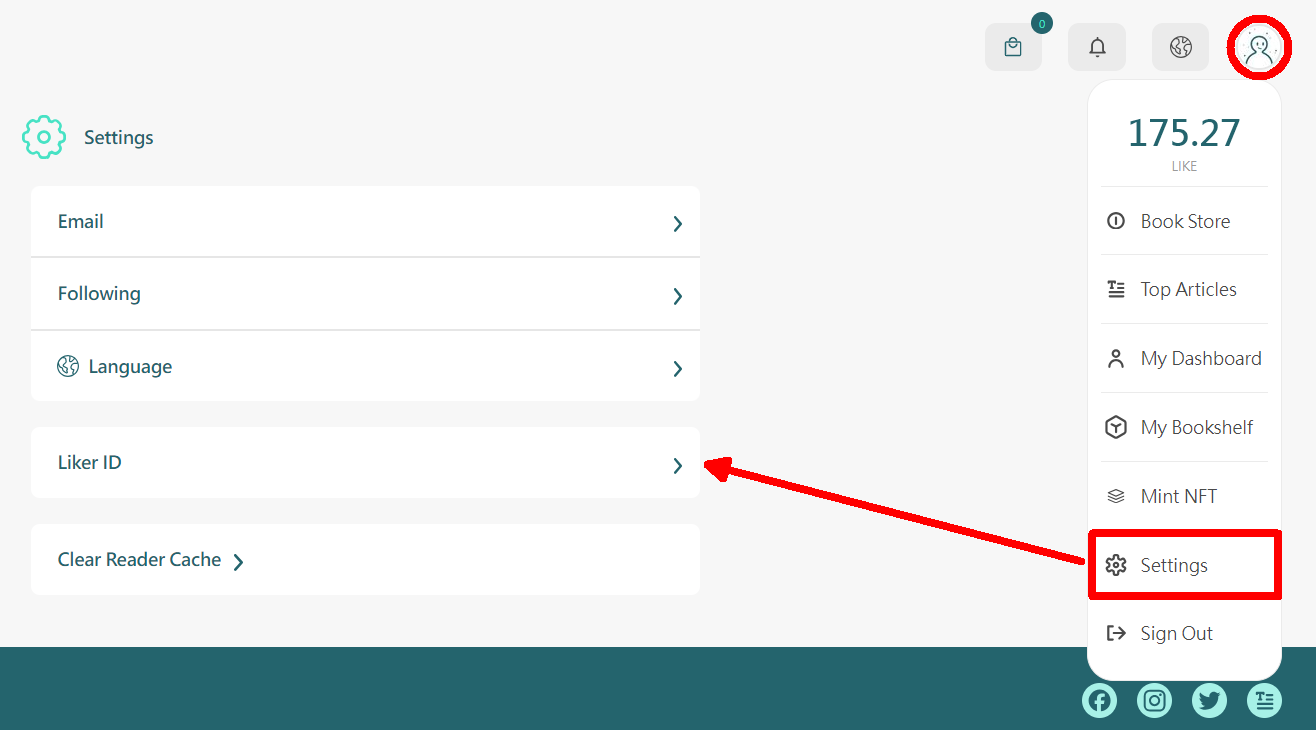 0
Settings
Email
Following
Language
Liker ID
Clear Reader Cache
175.27
LIKE
Book Store
Top Articles
My Dashboard
My Bookshelf
Mint NFT
Settings
Sign Out